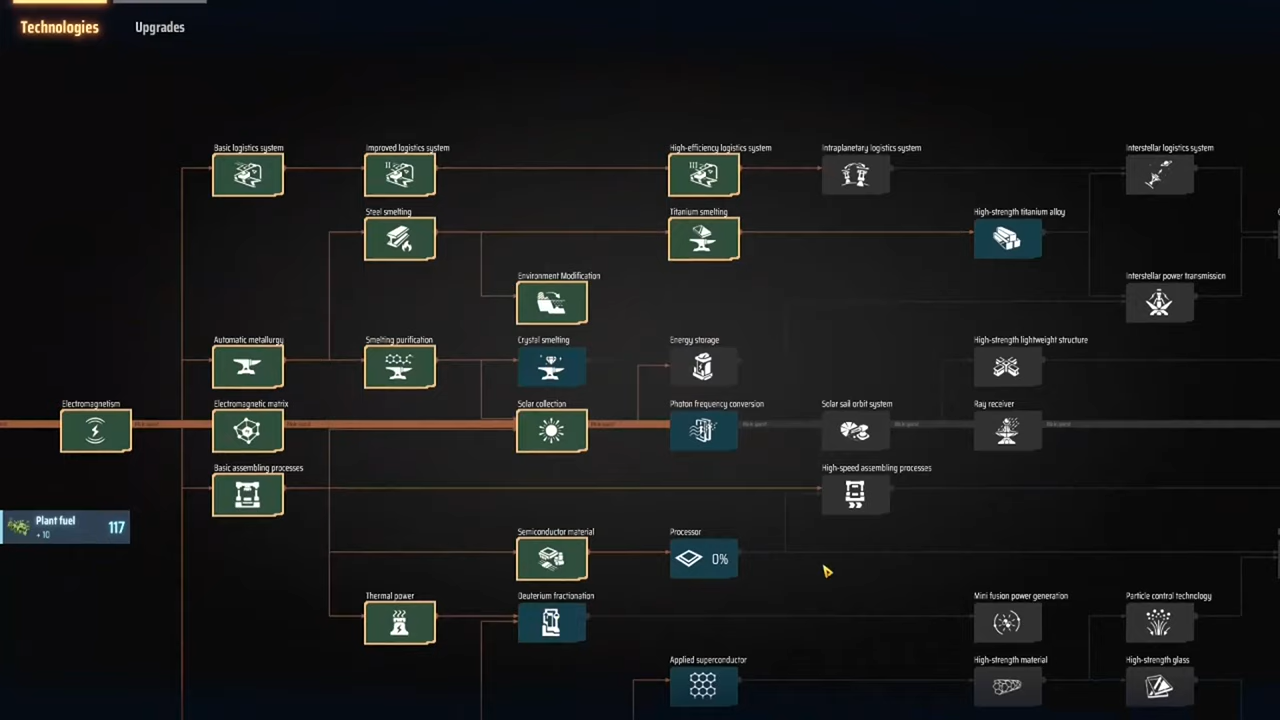 Technologies
Upgrades
Basic logistics system
Improved logistics system
High-efficiency logistics system
Intraplanetary logistics system
Interstellar logistics system
Steel smelting
Titanium smelting
High-strength titanium alloy
Environment Modification
Interstellar power transmission
Automatic metallurgy
Smelting purification
Crystal smelting
Energy storage
High-strength lightweight structure
Electromagnetism
Electromagnetic matrix
Solar collection
Photon frequency conversion
Solar sail orbit system
Ray receiver
Basic assembling processes
High-speed assembling processes
Plant fuel
+ 10
117
Semiconductor material
Processor
0%
Thermal power
Deuterium fractionation
Mini fusion power generation
Particle control technology
Applied superconductor
High-strength material
High-strength glass